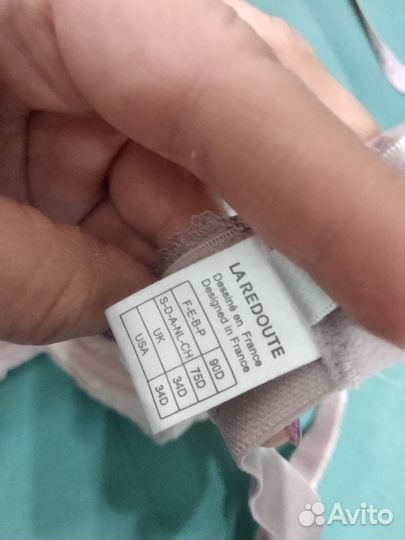 LA REDOUTE
Dessiné en France
Designed in France
F-E-B-P 90D
S-D-A-NL-CH 75D
UK 34D
USA 34D
Avito